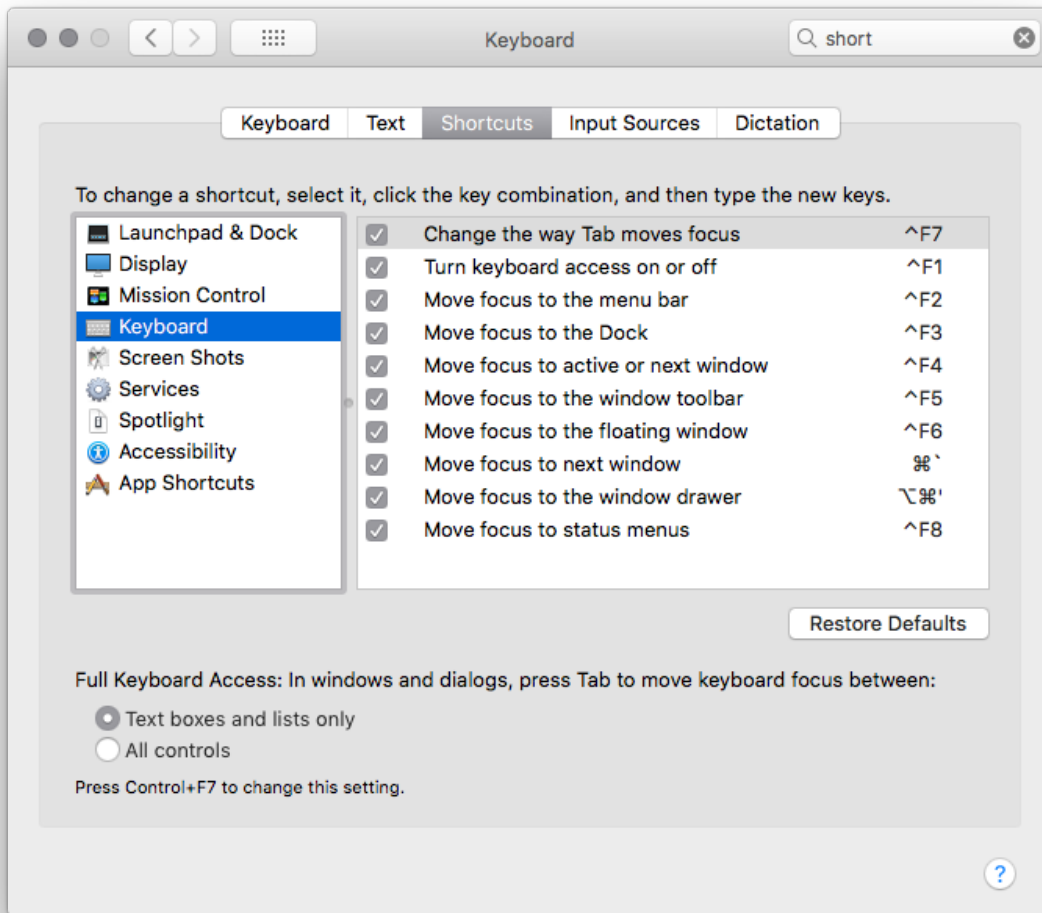 Keyboard
short
Keyboard Text Shortcuts Input Sources Dictation
To change a shortcut, select it, click the key combination, and then type the new keys.
Launchpad & Dock
Display
Mission Control
Keyboard
Screen Shots
Services
Spotlight
Accessibility
App Shortcuts
Change the way Tab moves focus ^F7
Turn keyboard access on or off ^F1
Move focus to the menu bar ^F2
Move focus to the Dock ^F3
Move focus to active or next window ^F4
Move focus to the window toolbar ^F5
Move focus to the floating window ^F6
Move focus to next window ⌘`
Move focus to the window drawer ⌥⌘'
Move focus to status menus ^F8
Restore Defaults
Full Keyboard Access: In windows and dialogs, press Tab to move keyboard focus between:
Text boxes and lists only
All controls
Press Control+F7 to change this setting.
?